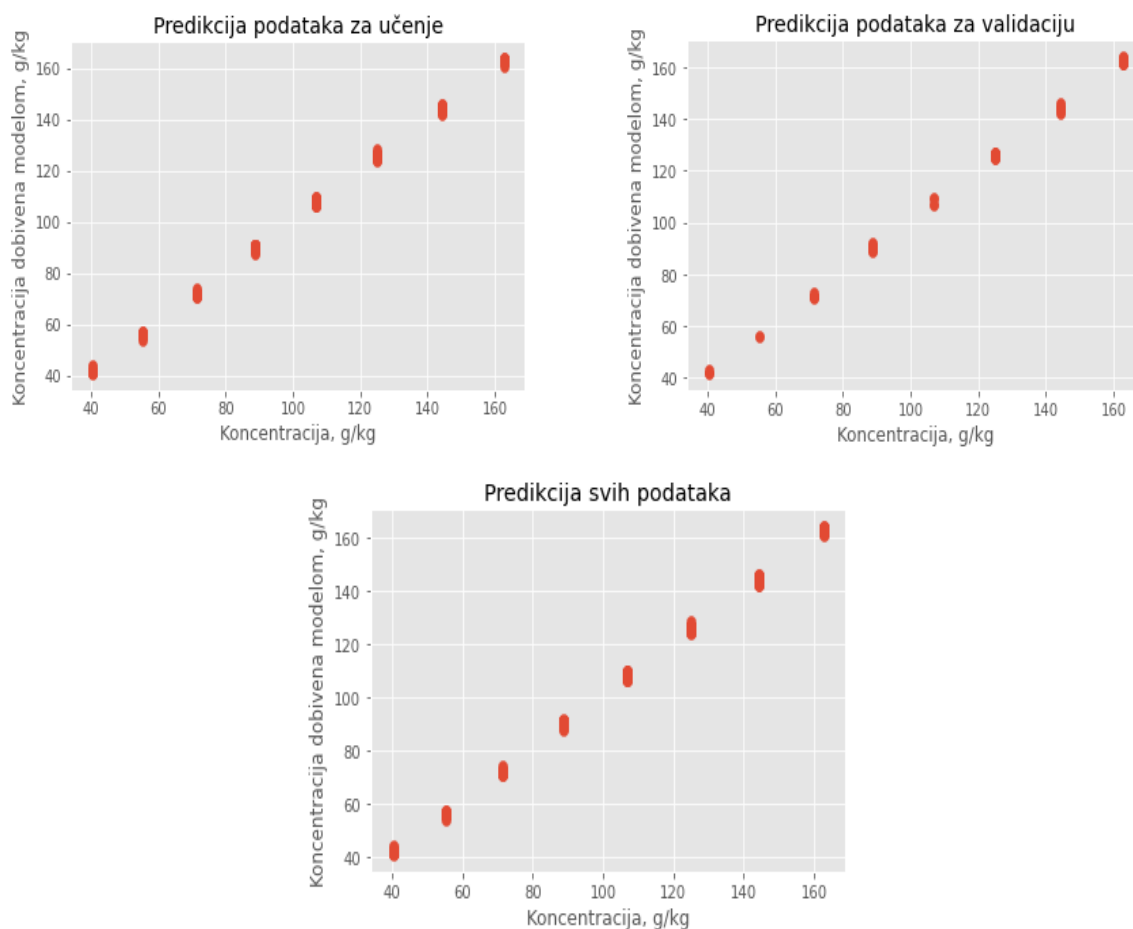 Predikcija podataka za učenje
Koncentracija dobivena modelom, g/kg
160
140
120
100
80
60
40
40 60 80 100 120 140 160
Koncentracija, g/kg
Predikcija podataka za validaciju
Koncentracija dobivena modelom, g/kg
160
140
120
100
80
60
40
40 60 80 100 120 140 160
Koncentracija, g/kg
Predikcija svih podataka
Koncentracija dobivena modelom, g/kg
160
140
120
100
80
60
40
40 60 80 100 120 140 160
Koncentracija, g/kg